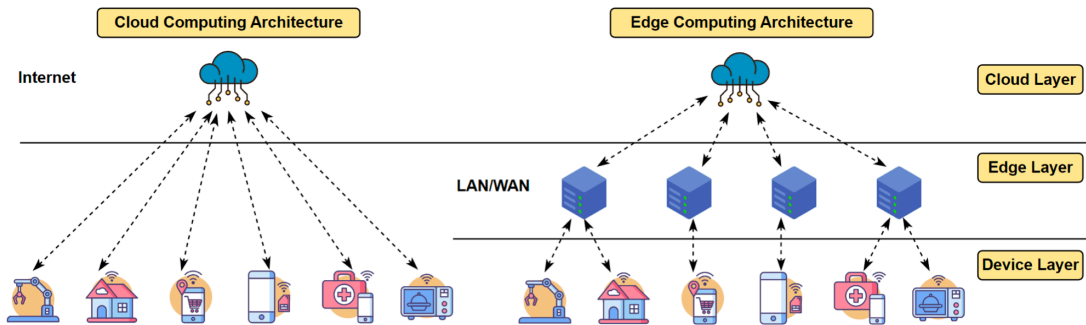 Cloud Computing Architecture
Edge Computing Architecture
Internet
Cloud Layer
LAN/WAN
Edge Layer
Device Layer